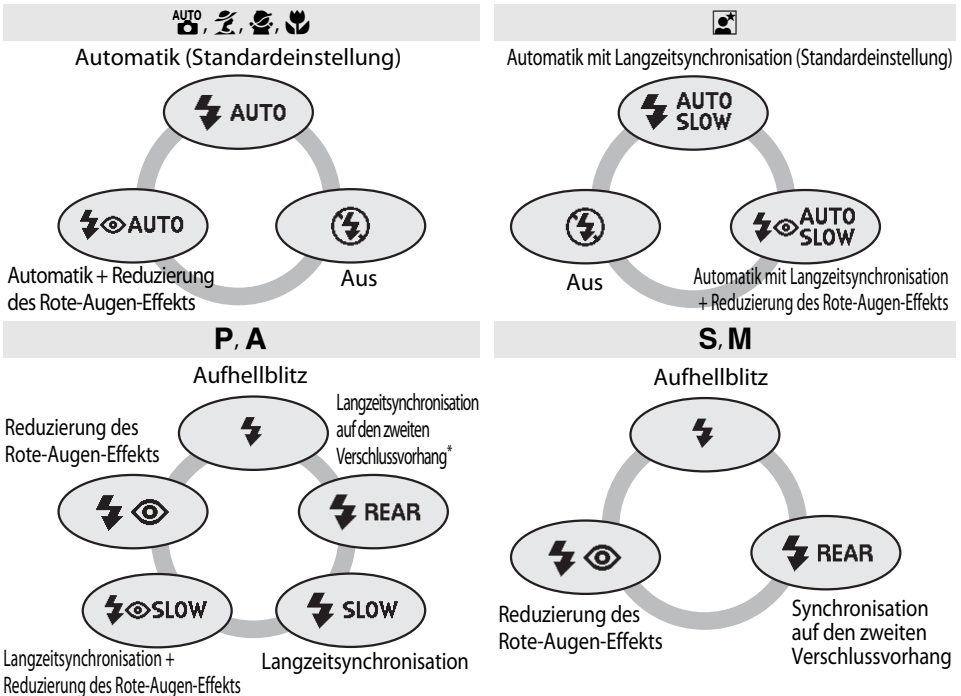 AUTO
Automatik (Standardeinstellung)
AUTO
AUTO
Automatik + Reduzierung
des Rote-Augen-Effekts
Aus
Automatik mit Langzeitsynchronisation (Standardeinstellung)
AUTO
SLOW
AUTO
SLOW
Aus
Automatik mit Langzeitsynchronisation
+ Reduzierung des Rote-Augen-Effekts
P, A
Aufhellblitz
Reduzierung des
Rote-Augen-Effekts
Langzeitsynchronisation
auf den zweiten
Verschlussvorhang*
REAR
SLOW
SLOW
Langzeitsynchronisation +
Reduzierung des Rote-Augen-Effekts
Langzeitsynchronisation
S, M
Aufhellblitz
REAR
Reduzierung des
Rote-Augen-Effekts
Synchronisation
auf den zweiten
Verschlussvorhang